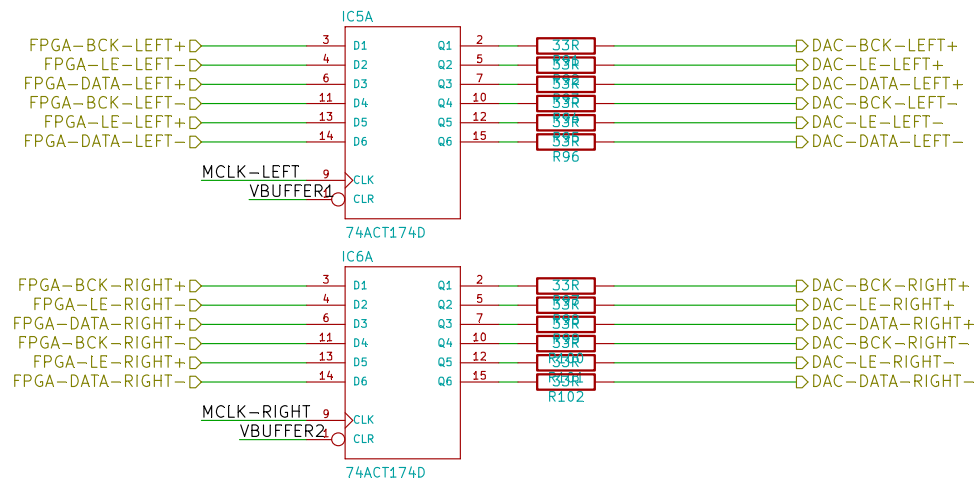 IC5A
FPGA-BCK-LEFT+ 3 D1 Q1 2 33R DAC-BCK-LEFT+
FPGA-LE-LEFT- 4 D2 Q2 5 33R DAC-LE-LEFT+
FPGA-DATA-LEFT+ 6 D3 Q3 7 33R DAC-DATA-LEFT+
FPGA-BCK-LEFT- 11 D4 Q4 10 33R DAC-BCK-LEFT-
FPGA-LE-LEFT+ 13 D5 Q5 12 33R DAC-LE-LEFT-
FPGA-DATA-LEFT- 14 D6 Q6 15 33R DAC-DATA-LEFT-
R96
MCLK-LEFT 9 CLK
VBUFFER1 1 CLR
74ACT174D
IC6A
FPGA-BCK-RIGHT+ 3 D1 Q1 2 33R DAC-BCK-RIGHT+
FPGA-LE-RIGHT- 4 D2 Q2 5 33R DAC-LE-RIGHT+
FPGA-DATA-RIGHT+ 6 D3 Q3 7 33R DAC-DATA-RIGHT+
FPGA-BCK-RIGHT- 11 D4 Q4 10 33R DAC-BCK-RIGHT-
FPGA-LE-RIGHT+ 13 D5 Q5 12 33R DAC-LE-RIGHT-
FPGA-DATA-RIGHT- 14 D6 Q6 15 33R DAC-DATA-RIGHT-
R102
MCLK-RIGHT 9 CLK
VBUFFER2 1 CLR
74ACT174D